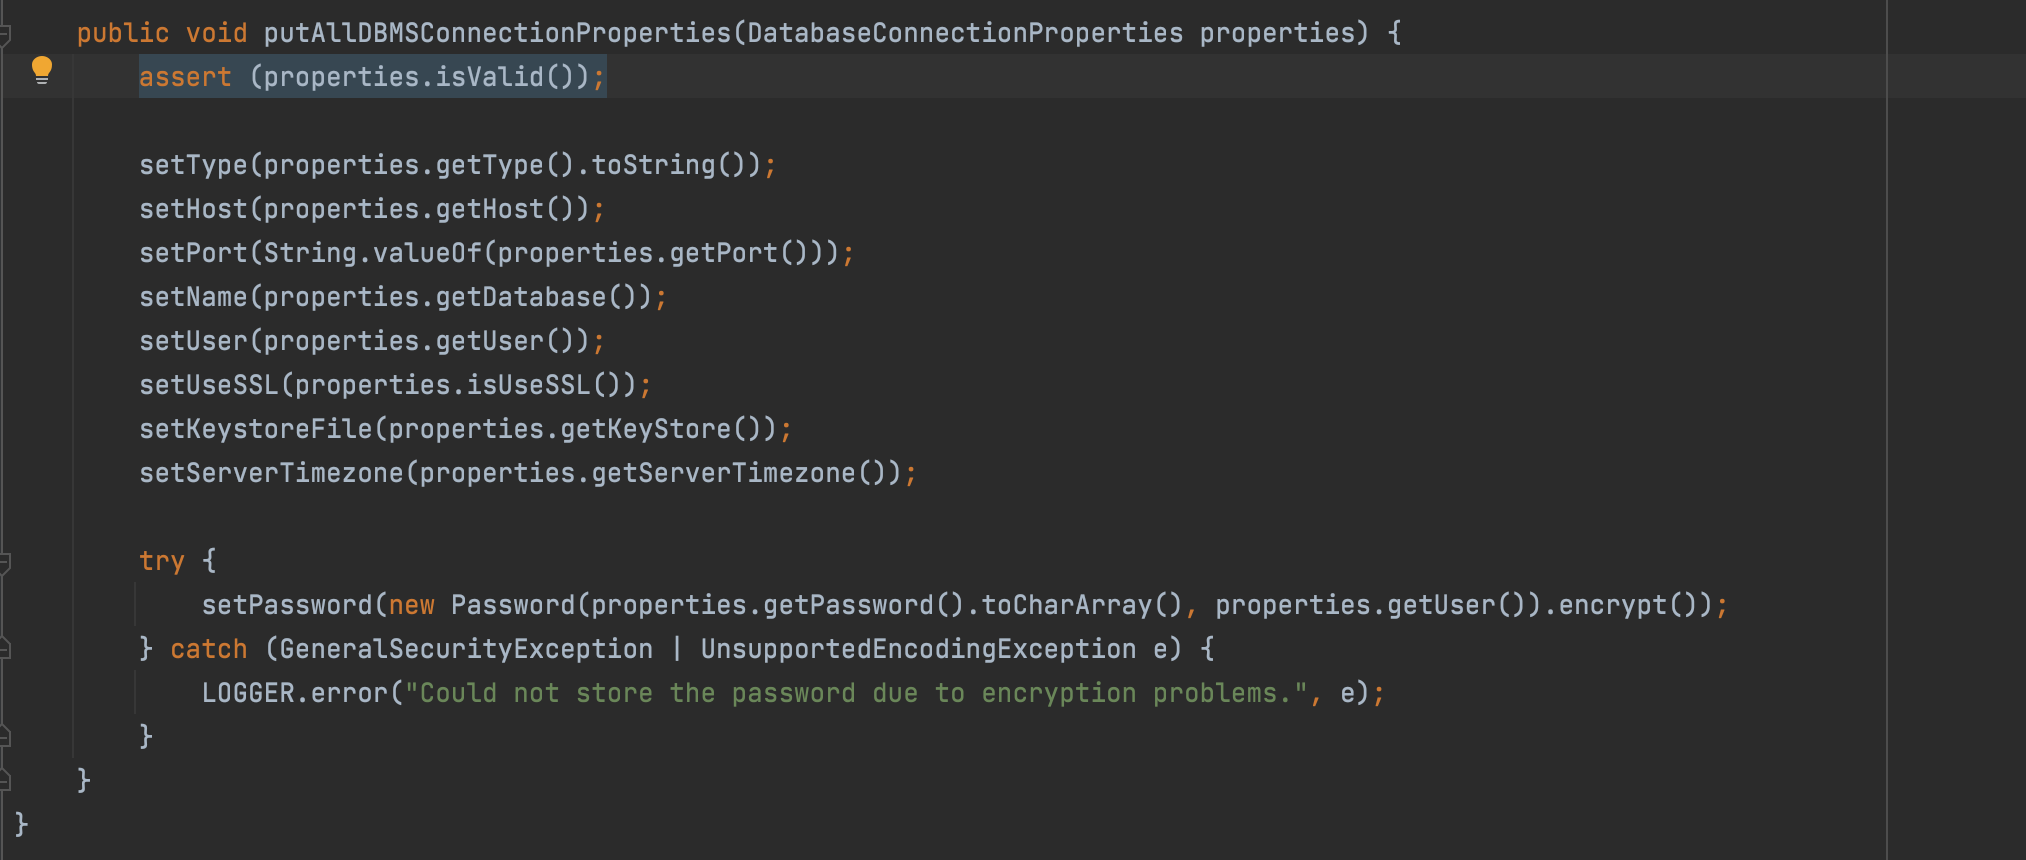 public void putAllDBMSConnectionProperties(DatabaseConnectionProperties properties) {
assert (properties.isValid());
setType(properties.getType().toString());
setHost(properties.getHost());
setPort(String.valueOf(properties.getPort()));
setName(properties.getDatabase());
setUser(properties.getUser());
setUseSSL(properties.isUseSSL());
setKeystoreFile(properties.getKeyStore());
setServerTimezone(properties.getServerTimezone());
try {
setPassword(new Password(properties.getPassword().toCharArray(), properties.getUser()).encrypt());
} catch (GeneralSecurityException | UnsupportedEncodingException e) {
LOGGER.error("Could not store the password due to encryption problems.", e);
}
}
}